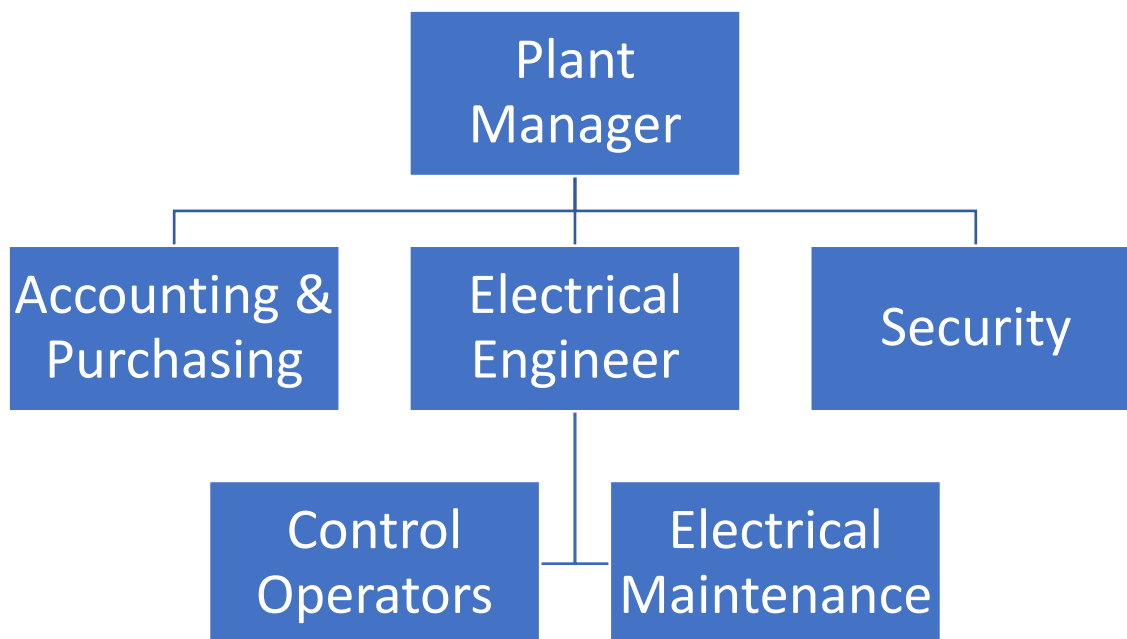 Plant
Manager
Accounting &
Purchasing
Electrical
Engineer
Security
Control
Operators
Electrical
Maintenance